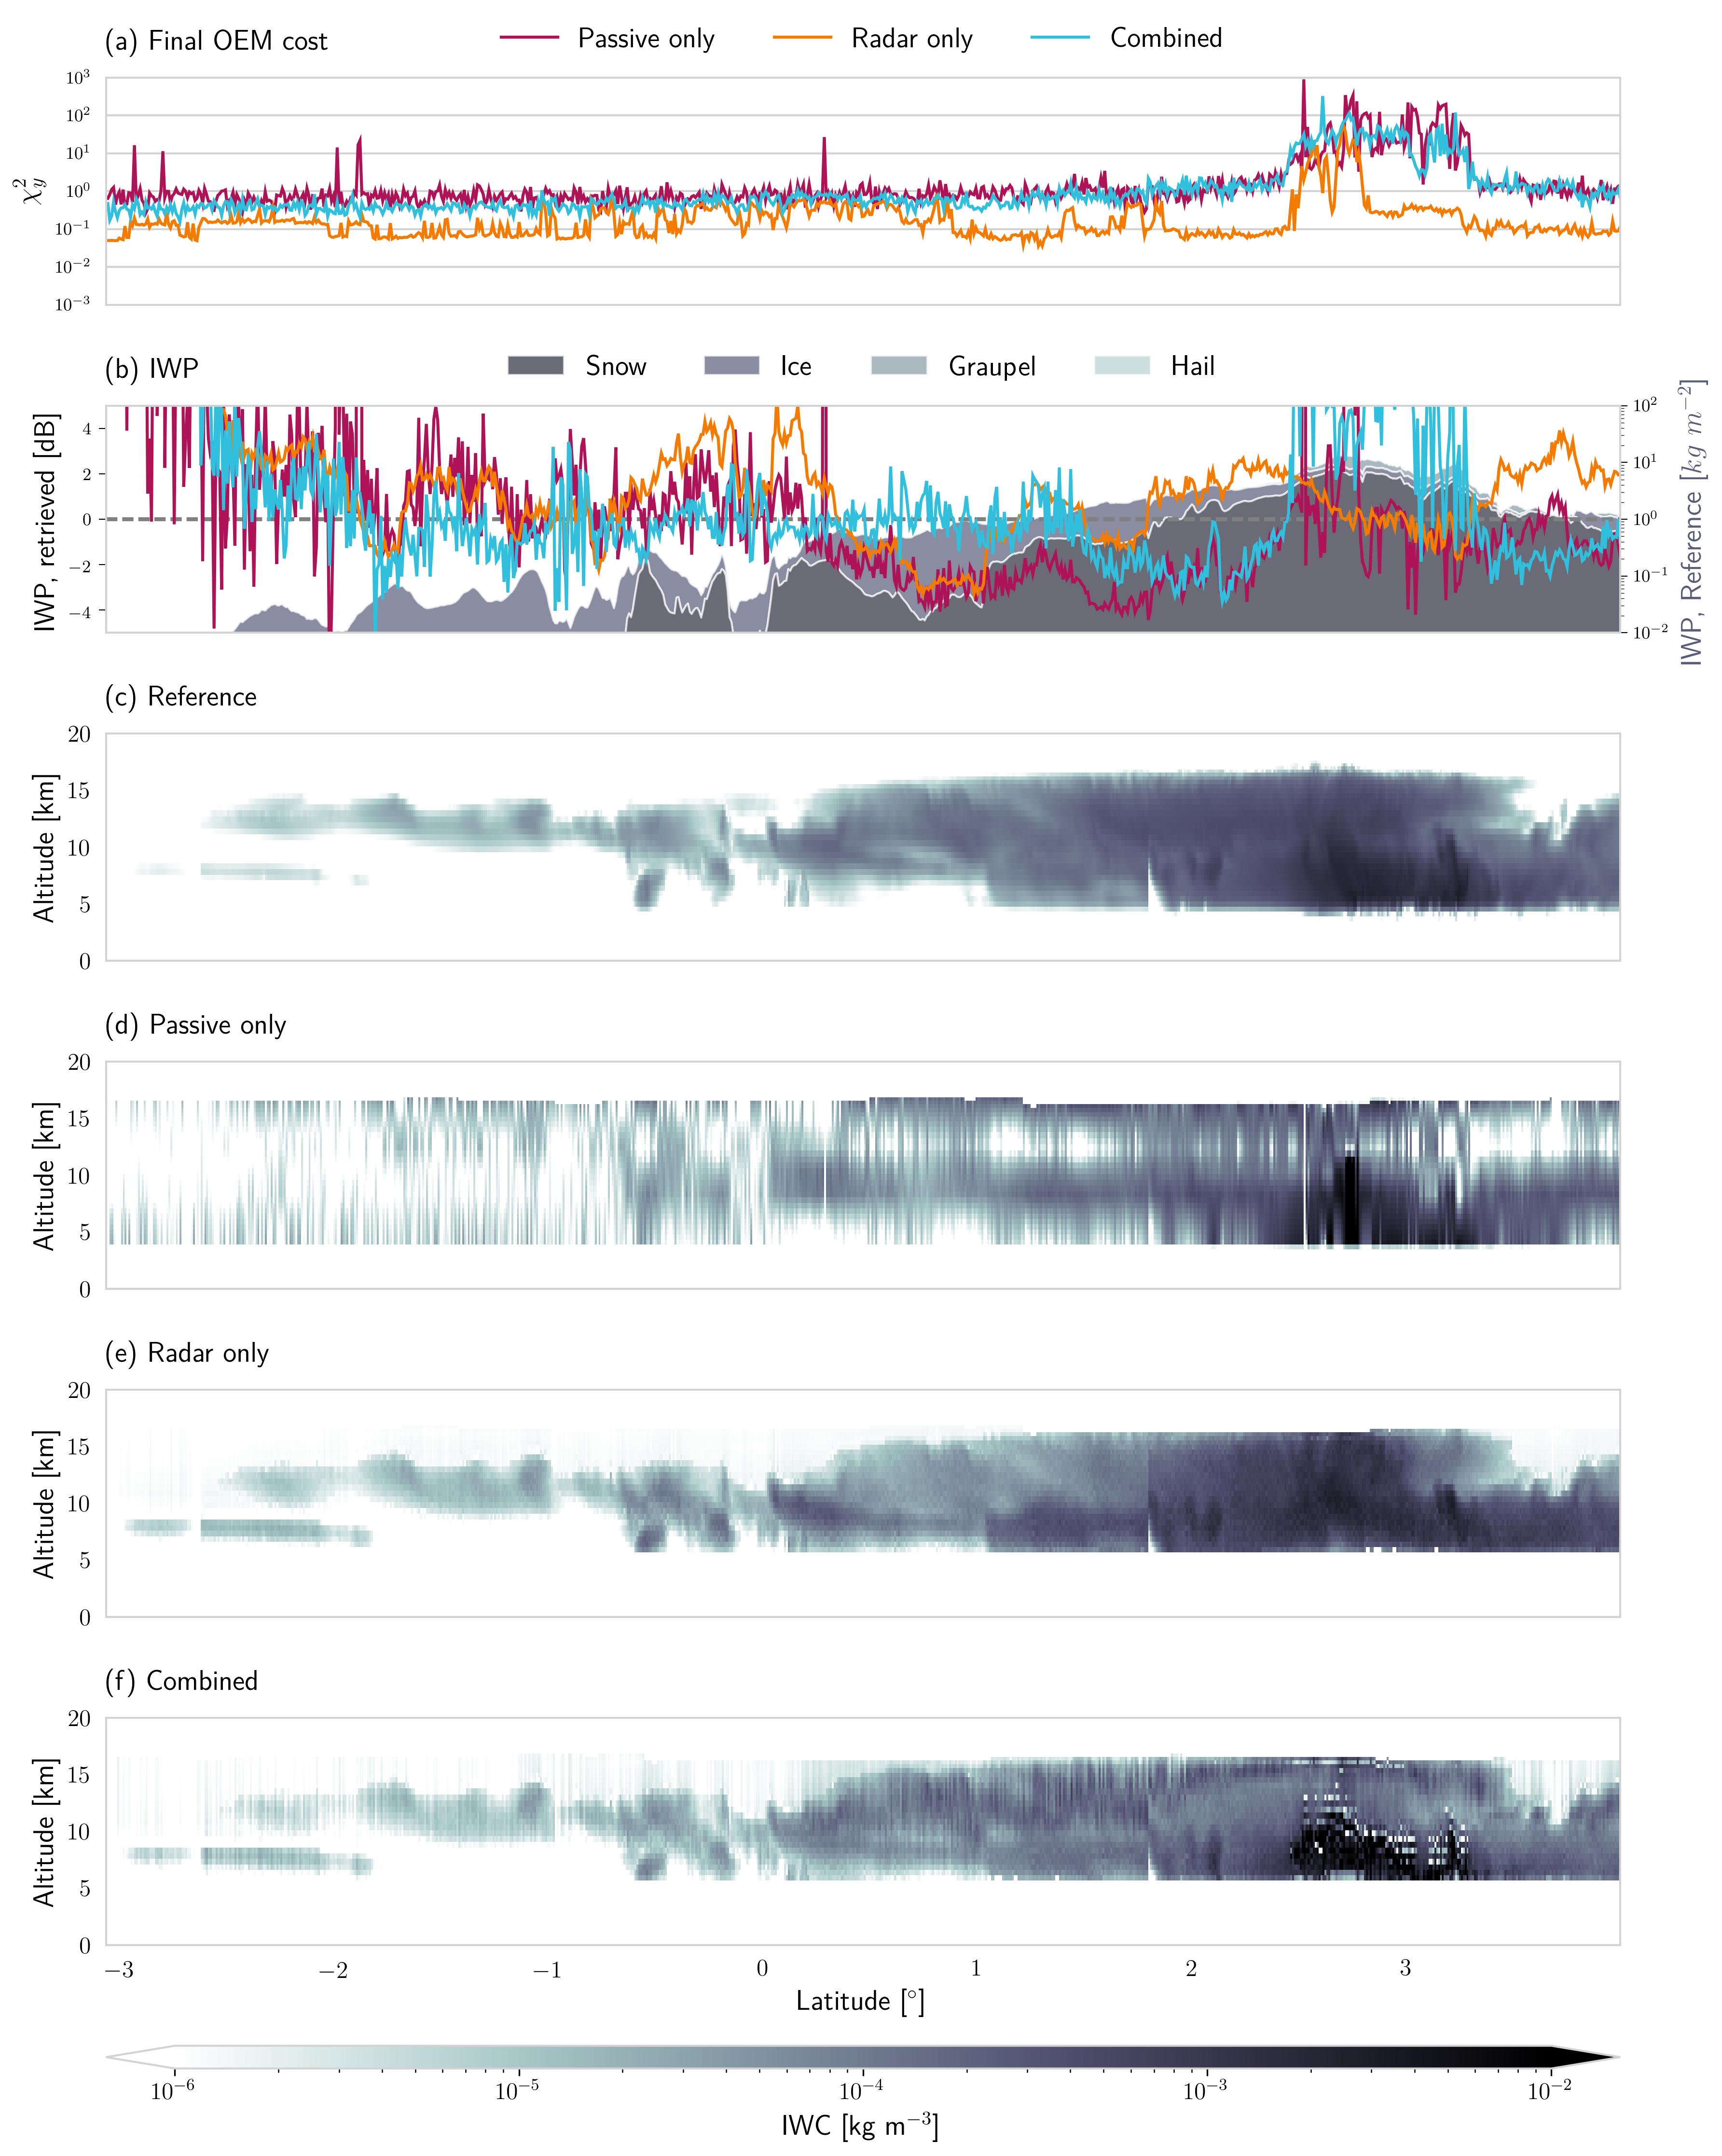 (a) Final OEM cost
Passive only Radar only Combined
10³
10²
10¹
10⁰
10⁻¹
10⁻²
10⁻³
χ²y
(b) IWP
Snow Ice Graupel Hail
4
2
0
−2
−4
IWP, retrieved [dB]
10²
10¹
10⁰
10⁻¹
10⁻²
IWP, Reference [kg m⁻²]
(c) Reference
20
15
10
5
0
Altitude [km]
(d) Passive only
20
15
10
5
0
Altitude [km]
(e) Radar only
20
15
10
5
0
Altitude [km]
(f) Combined
20
15
10
5
0
Altitude [km]
−3 −2 −1 0 1 2 3
Latitude [°]
10⁻⁶ 10⁻⁵ 10⁻⁴ 10⁻³ 10⁻²
IWC [kg m⁻³]